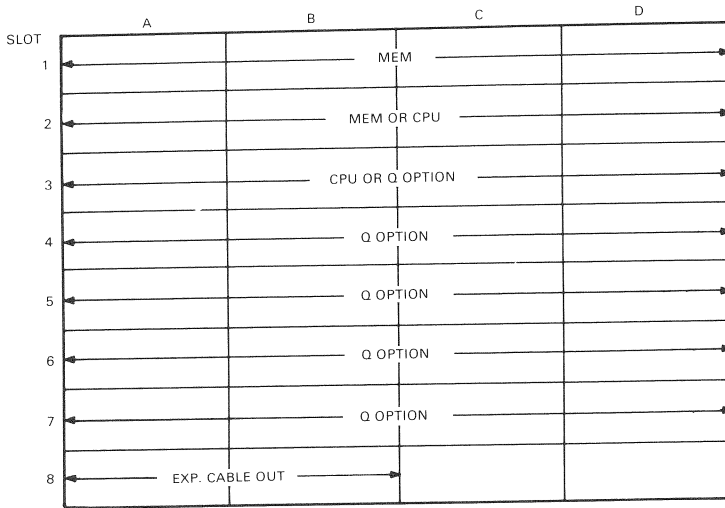 A B C D
SLOT
1 MEM
2 MEM OR CPU
3 CPU OR Q OPTION
4 Q OPTION
5 Q OPTION
6 Q OPTION
7 Q OPTION
8 EXP. CABLE OUT